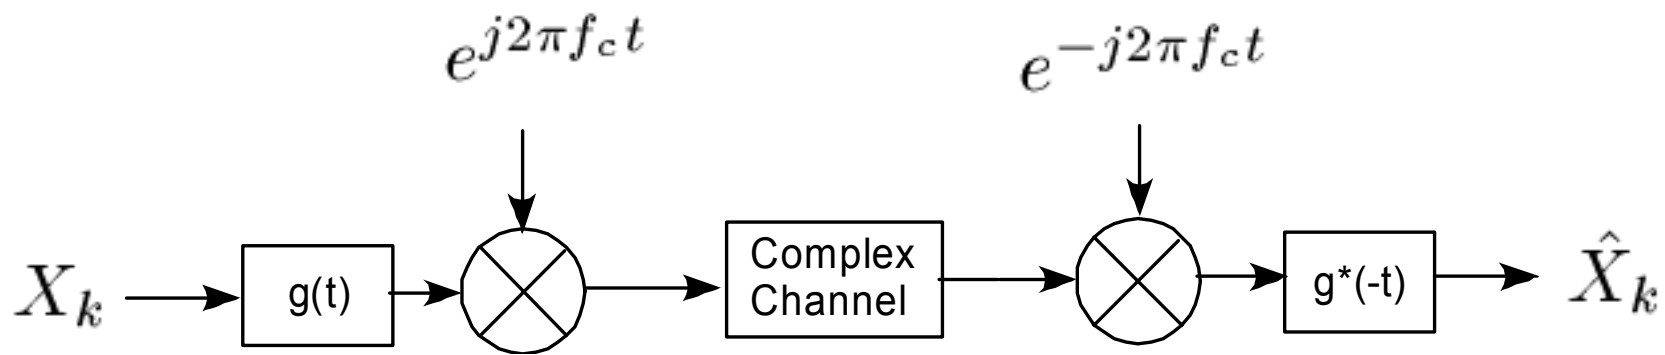 e^{j2πf_c t}
e^{-j2πf_c t}
X_k
g(t)
Complex
Channel
g*(-t)
X̂_k